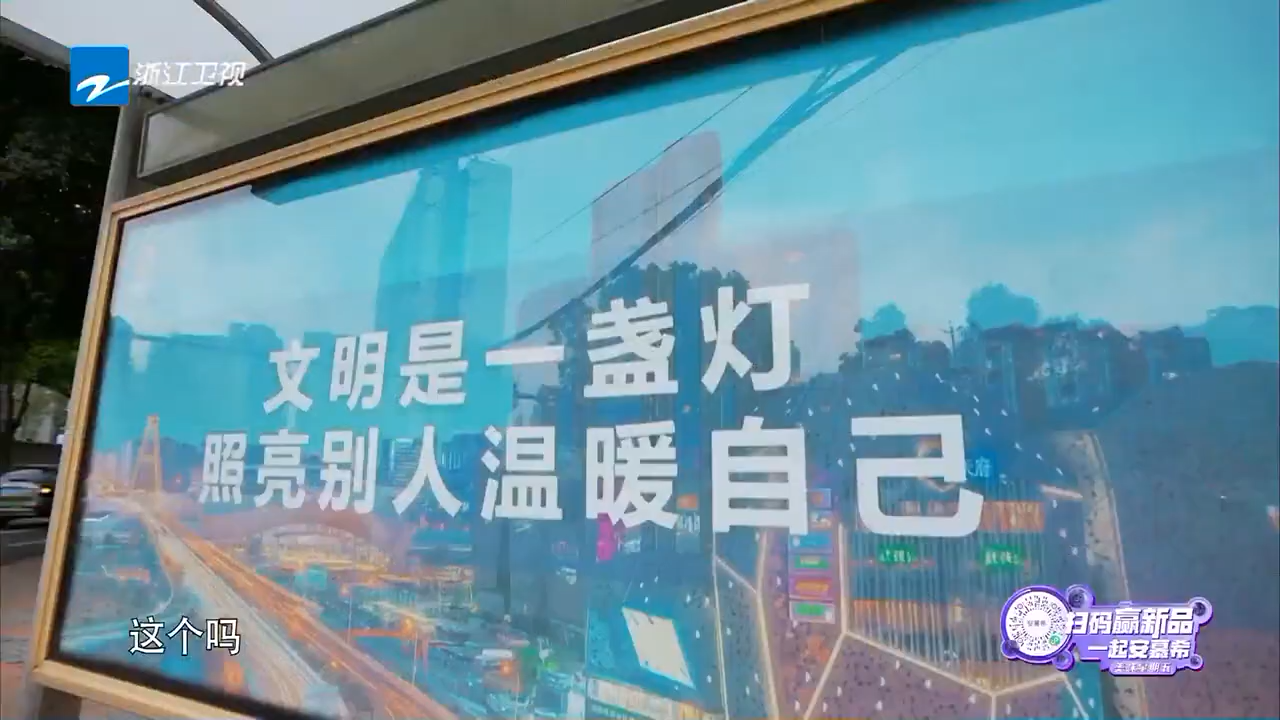 浙江卫视
文明是一盏灯
照亮别人温暖自己
这个吗
扫码赢新品
一起安慕希